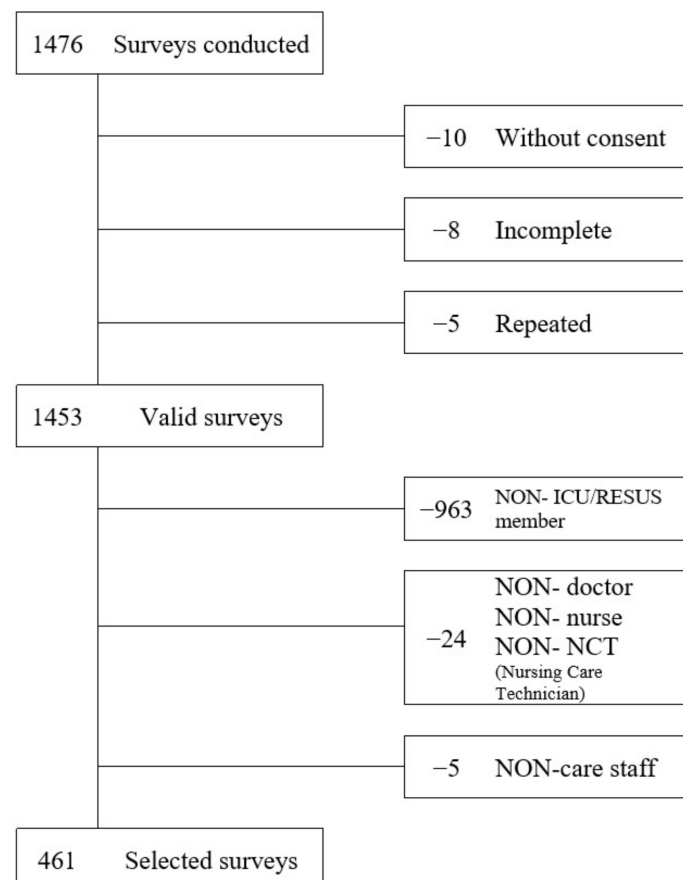 1476 Surveys conducted
−10 Without consent
−8 Incomplete
−5 Repeated
1453 Valid surveys
−963 NON- ICU/RESUS
member
NON- doctor
NON- nurse
−24 NON- NCT
(Nursing Care
Technician)
−5 NON-care staff
461 Selected surveys